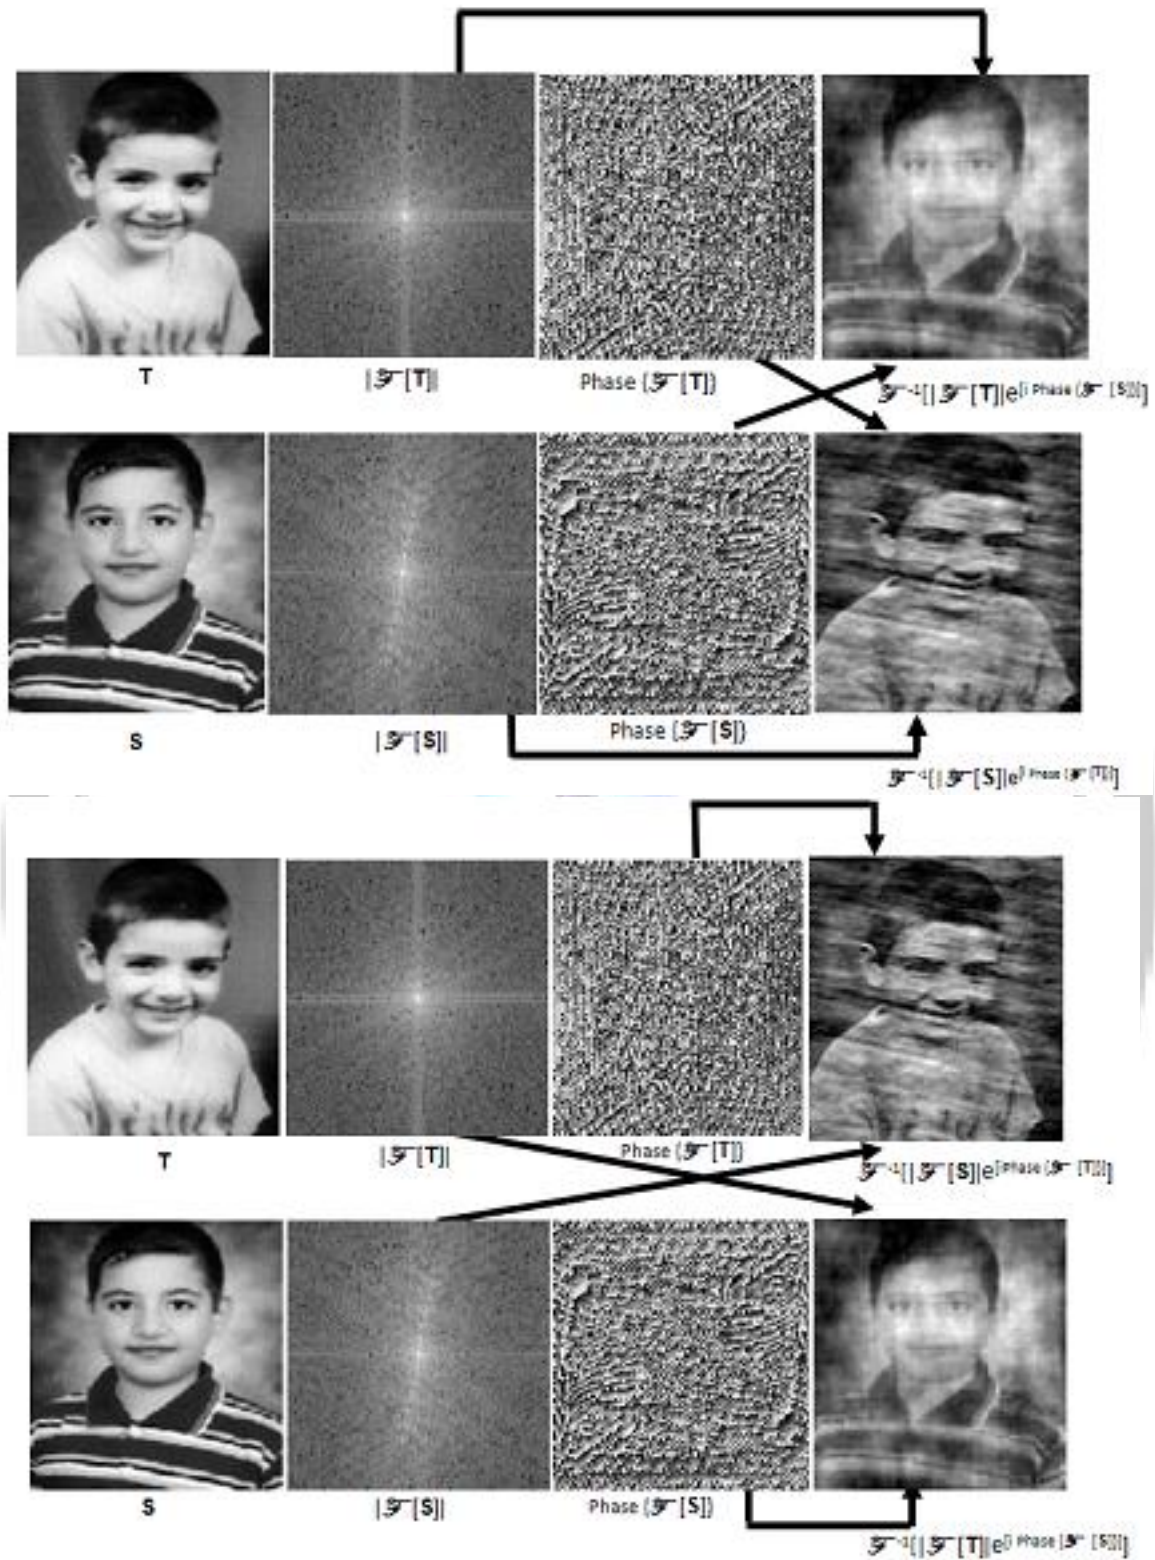 T
|ℱ[T]|
Phase (ℱ[T])
ℱ⁻¹[|ℱ[T]|e^[i Phase (ℱ [S])]]
S
|ℱ[S]|
Phase (ℱ[S])
ℱ⁻¹[|ℱ[S]|e^[i Phase (ℱ [T])]]
T
|ℱ[T]|
Phase (ℱ[T])
ℱ⁻¹[|ℱ[S]|e^[i Phase (ℱ [T])]]
S
|ℱ[S]|
Phase (ℱ[S])
ℱ⁻¹[|ℱ[T]|e^[i Phase (ℱ [S])]]